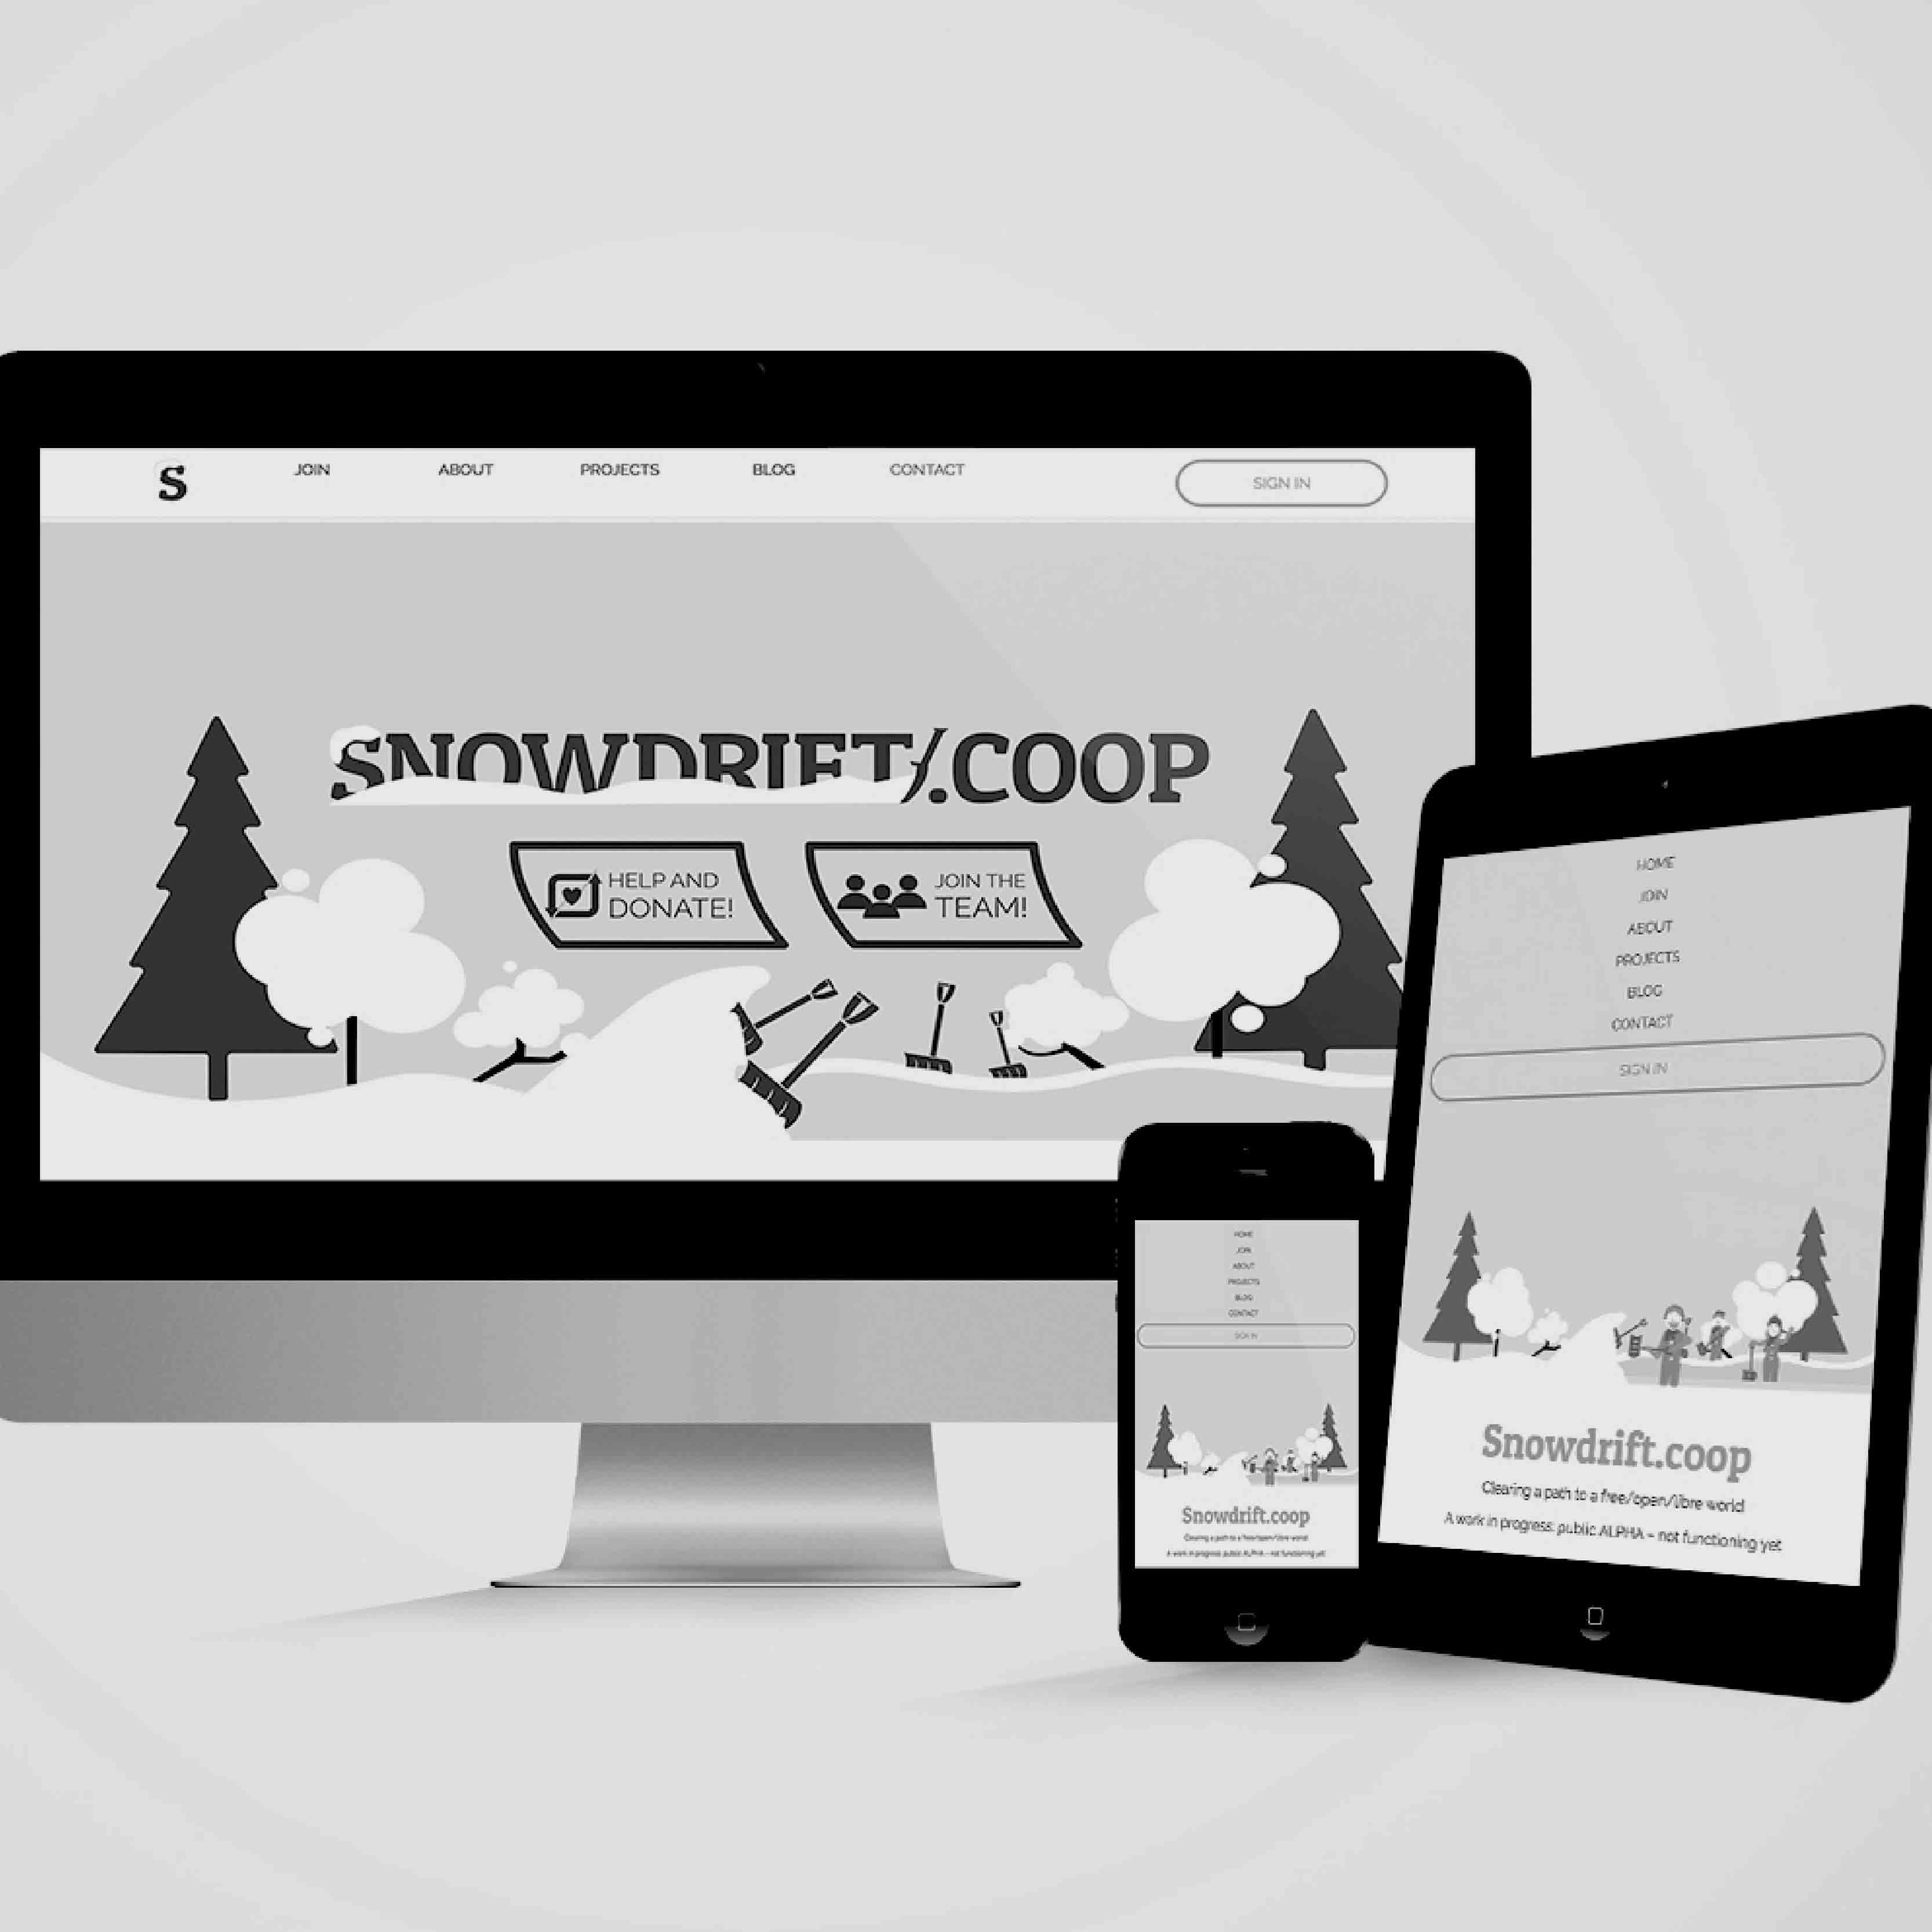 S
JOIN ABOUT PROJECTS BLOG CONTACT SIGN IN
SNOWDRIFT/.COOP
HELP AND
DONATE!
JOIN THE
TEAM!
HOME
JOIN
ABOUT
PROJECTS
BLOG
CONTACT
SIGN IN
Snowdrift.coop
Clearing a path to a free/open/libre world
A work in progress: public ALPHA – not functioning yet
HOME
JOIN
ABOUT
PROJECTS
BLOG
CONTACT
SIGN IN
Snowdrift.coop
Clearing a path to a free/open/libre world
A work in progress: public ALPHA – not functioning yet